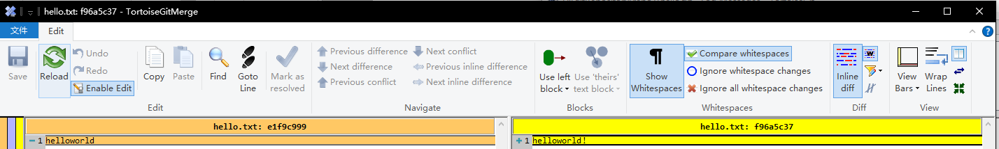 hello.txt: f96a5c37 - TortoiseGitMerge
文件 Edit
Save
Reload
Undo
Redo
Enable Edit
Copy
Paste
Find
Goto
Line
Mark as
resolved
Edit
Previous difference
Next difference
Previous conflict
Next conflict
Previous inline difference
Next inline difference
Navigate
Use left
block
Use 'theirs'
text block
Blocks
Show
Whitespaces
Compare whitespaces
Ignore whitespace changes
Ignore all whitespace changes
Whitespaces
Inline
diff
Diff
View
Bars
Wrap
Lines
View
hello.txt: e1f9c999
1 helloworld
hello.txt: f96a5c37
1 helloworld!